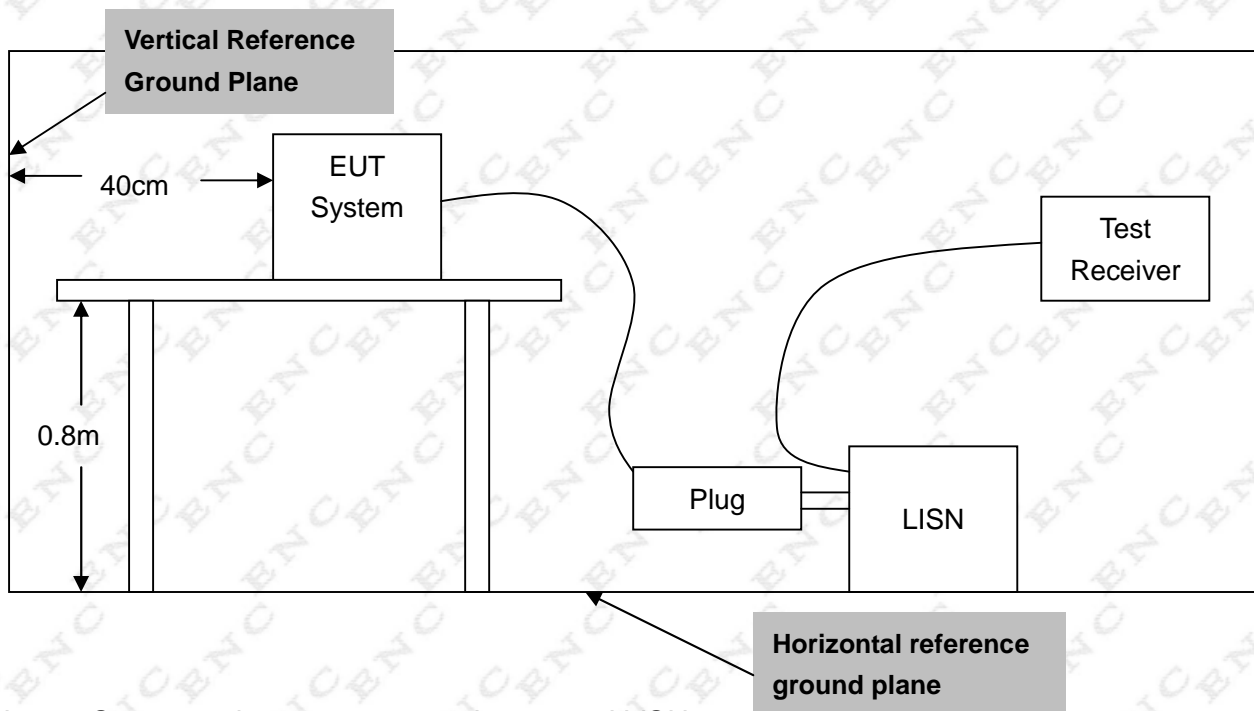 Vertical Reference
Ground Plane
EUT
System
40cm
Test
Receiver
0.8m
Plug
LISN
Horizontal reference
ground plane